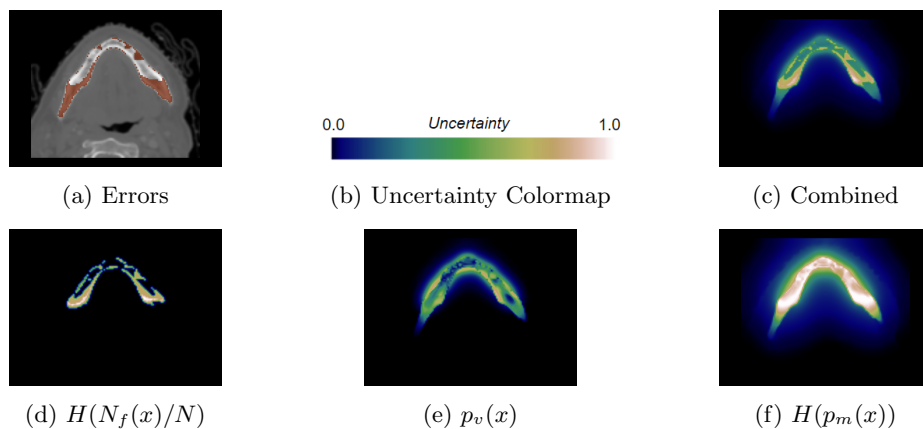 0.0 Uncertainty 1.0
(a) Errors
(b) Uncertainty Colormap
(c) Combined
(d) H(N_f(x)/N)
(e) p_v(x)
(f) H(p_m(x))